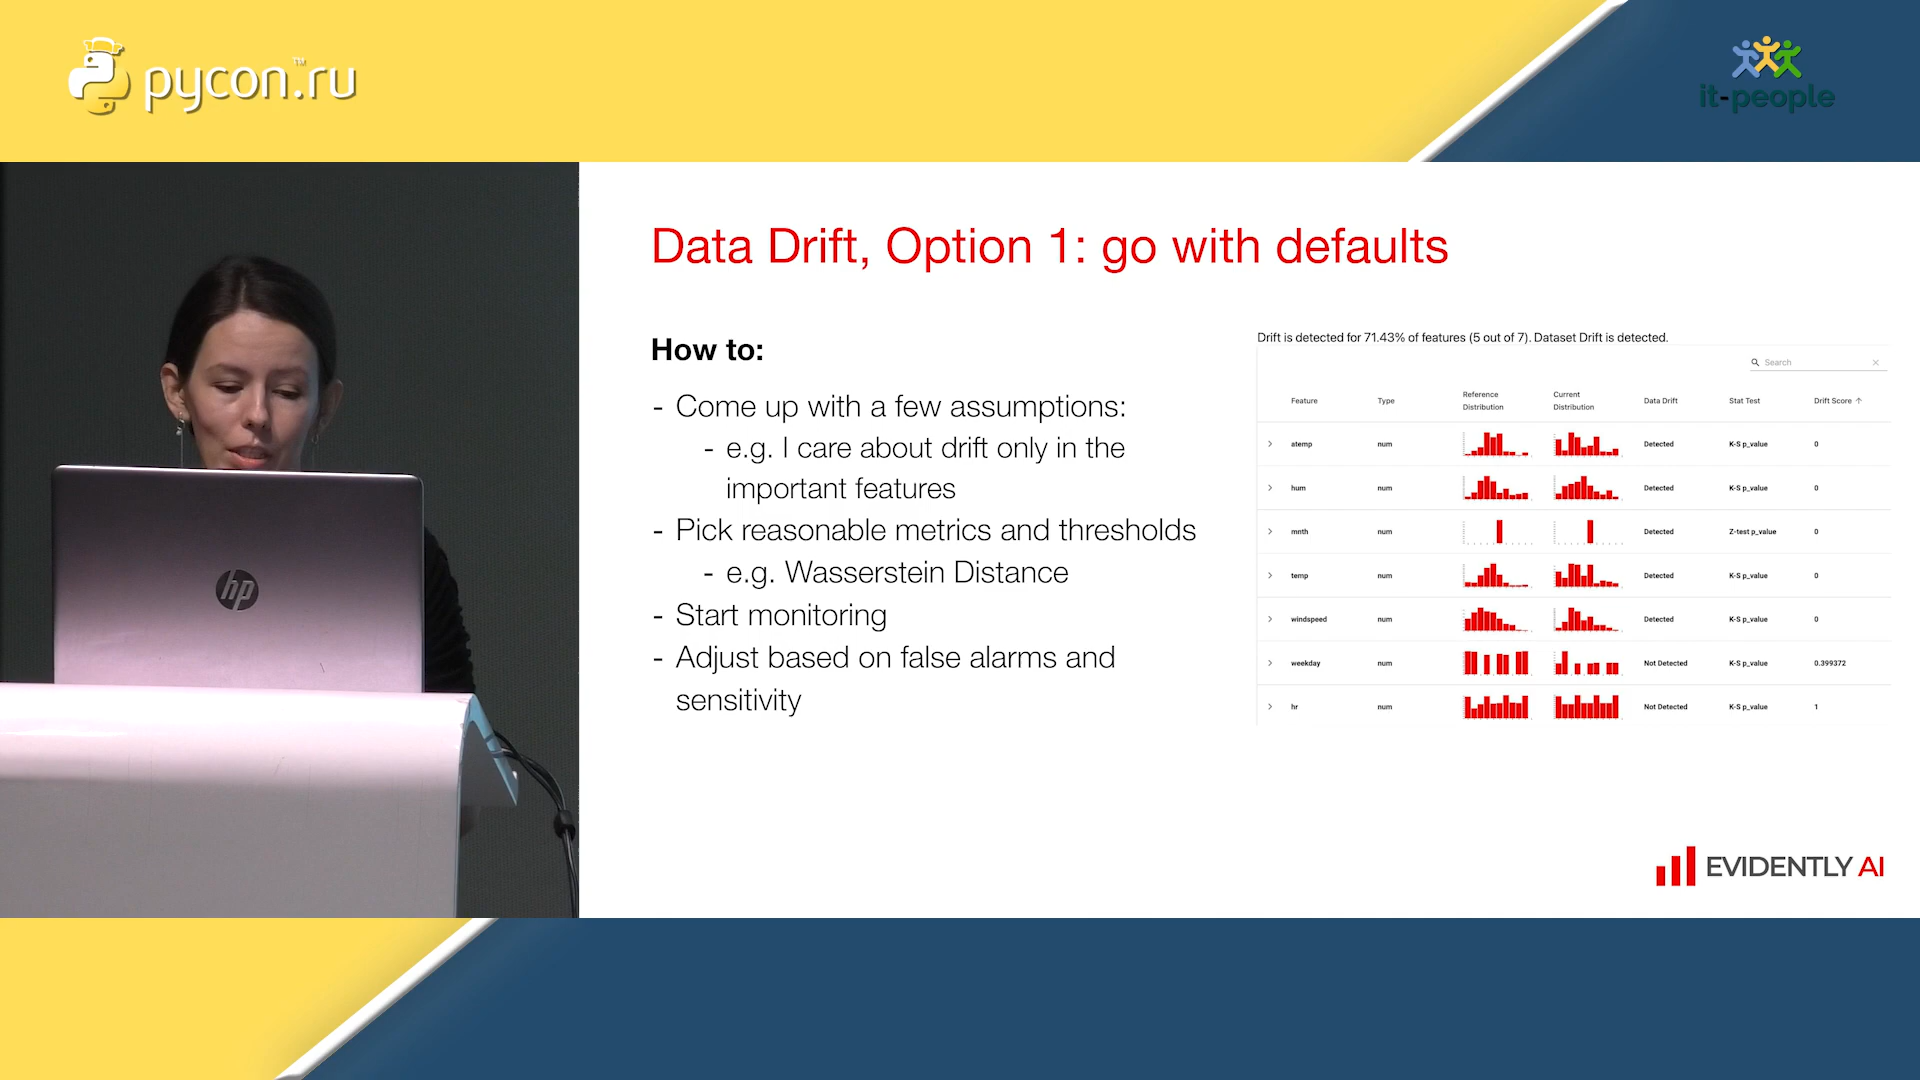 pycon.ru
TM
it-people
Data Drift, Option 1: go with defaults
How to:
- Come up with a few assumptions:
- e.g. I care about drift only in the
important features
- Pick reasonable metrics and thresholds
- e.g. Wasserstein Distance
- Start monitoring
- Adjust based on false alarms and
sensitivity
Drift is detected for 71.43% of features (5 out of 7). Dataset Drift is detected.
Search
Feature Type Reference Distribution Current Distribution Data Drift Stat Test Drift Score
atemp num Detected K-S p_value 0
hum num Detected K-S p_value 0
mnth num Detected Z-test p_value 0
temp num Detected K-S p_value 0
windspeed num Detected K-S p_value 0
weekday num Not Detected K-S p_value 0.399372
hr num Not Detected K-S p_value 1
EVIDENTLY AI
hp